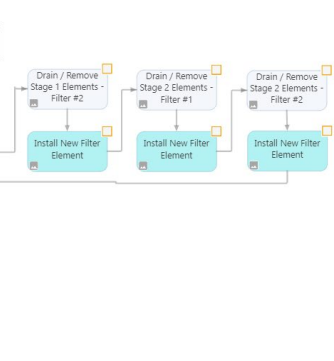 Drain / Remove
Stage 1 Elements -
Filter #2
Drain / Remove
Stage 2 Elements -
Filter #1
Drain / Remove
Stage 2 Elements -
Filter #2
Install New Filter
Element
Install New Filter
Element
Install New Filter
Element